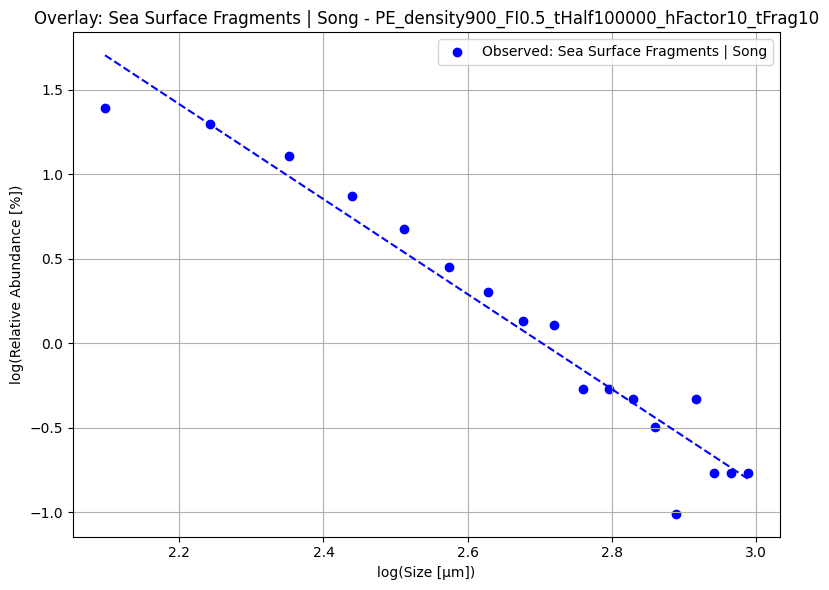 Overlay: Sea Surface Fragments | Song - PE_density900_FI0.5_tHalf100000_hFactor10_tFrag10
Observed: Sea Surface Fragments | Song
1.5
1.0
0.5
0.0
−0.5
−1.0
log(Relative Abundance [%])
2.2 2.4 2.6 2.8 3.0
log(Size [μm])